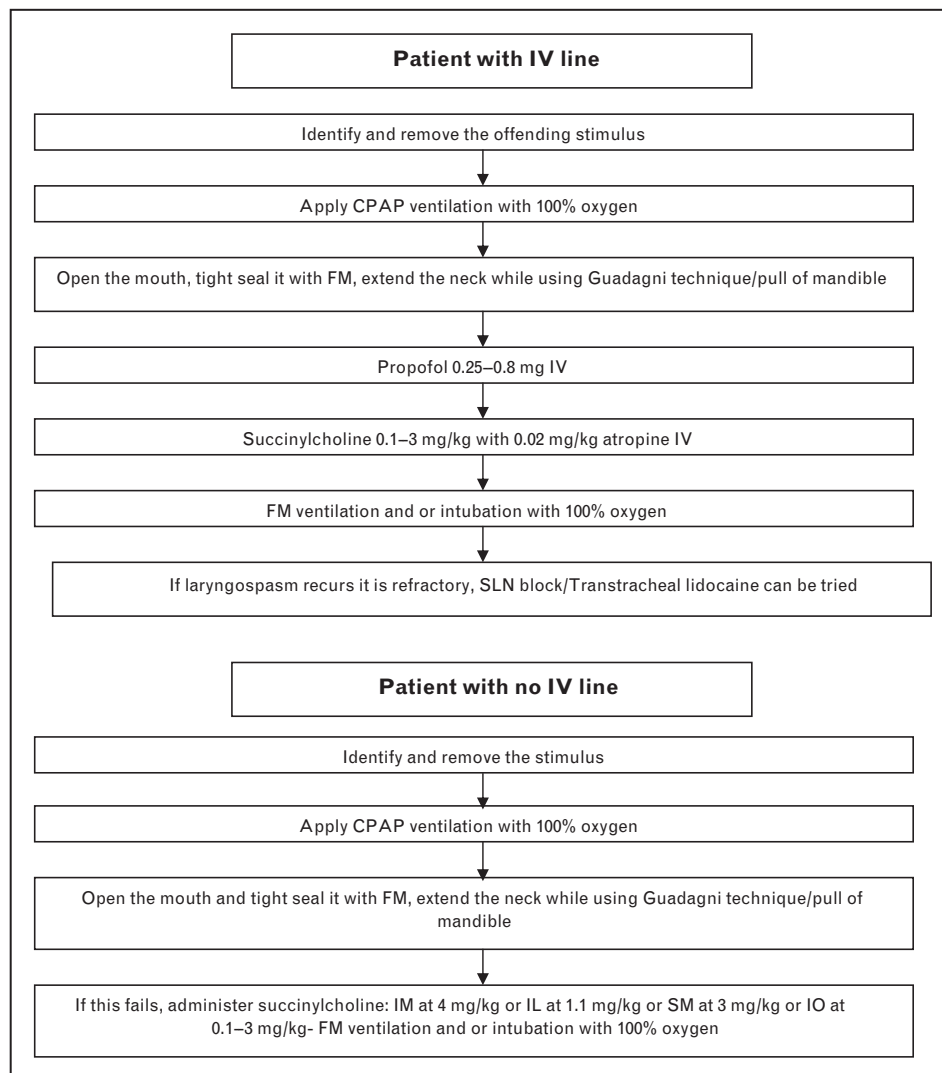 Patient with IV line
Identify and remove the offending stimulus
Apply CPAP ventilation with 100% oxygen
Open the mouth, tight seal it with FM, extend the neck while using Guadagni technique/pull of mandible
Propofol 0.25–0.8 mg IV
Succinylcholine 0.1–3 mg/kg with 0.02 mg/kg atropine IV
FM ventilation and or intubation with 100% oxygen
If laryngospasm recurs it is refractory, SLN block/Transtracheal lidocaine can be tried
Patient with no IV line
Identify and remove the stimulus
Apply CPAP ventilation with 100% oxygen
Open the mouth and tight seal it with FM, extend the neck while using Guadagni technique/pull of
mandible
If this fails, administer succinylcholine: IM at 4 mg/kg or IL at 1.1 mg/kg or SM at 3 mg/kg or IO at
0.1–3 mg/kg- FM ventilation and or intubation with 100% oxygen